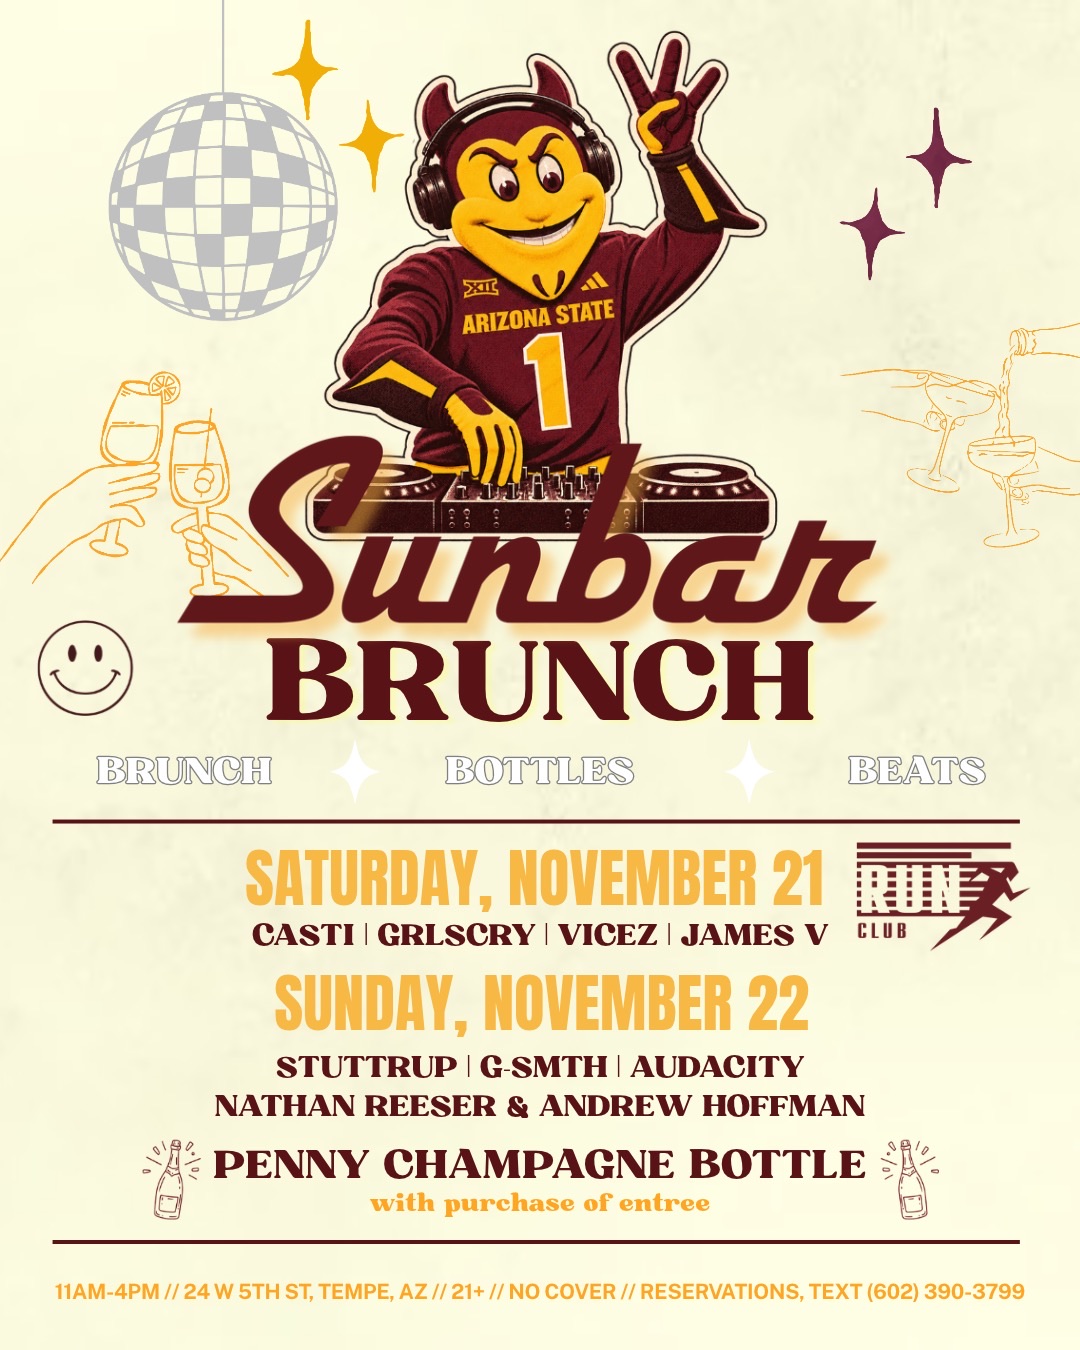 XII
ARIZONA STATE
1
Sunbar
BRUNCH
BRUNCH BOTTLES BEATS
SATURDAY, NOVEMBER 21
CASTI | GRLSCRY | VICEZ | JAMES V
RUN
CLUB
SUNDAY, NOVEMBER 22
STUTTRUP | G-SMTH | AUDACITY
NATHAN REESER & ANDREW HOFFMAN
PENNY CHAMPAGNE BOTTLE
with purchase of entree
11AM-4PM // 24 W 5TH ST, TEMPE, AZ // 21+ // NO COVER // RESERVATIONS, TEXT (602) 390-3799